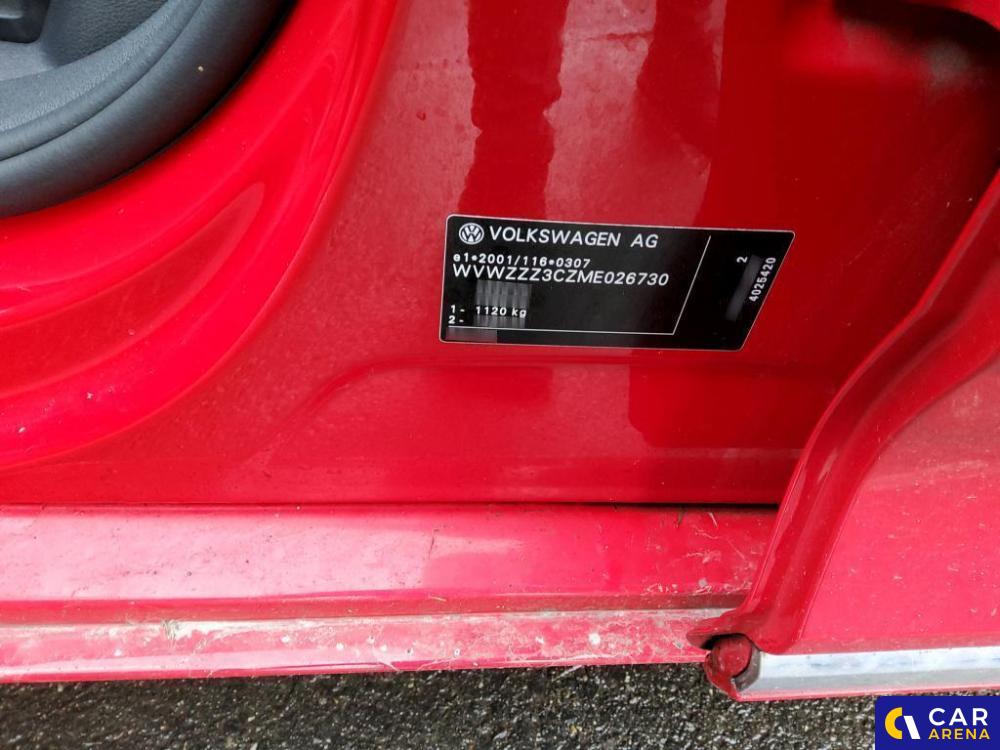 VOLKSWAGEN AG
e1*2001/116*0307
WVWZZZ3CZME026730
1- 1120 kg
2-
2
4025420
CAR
ARENA